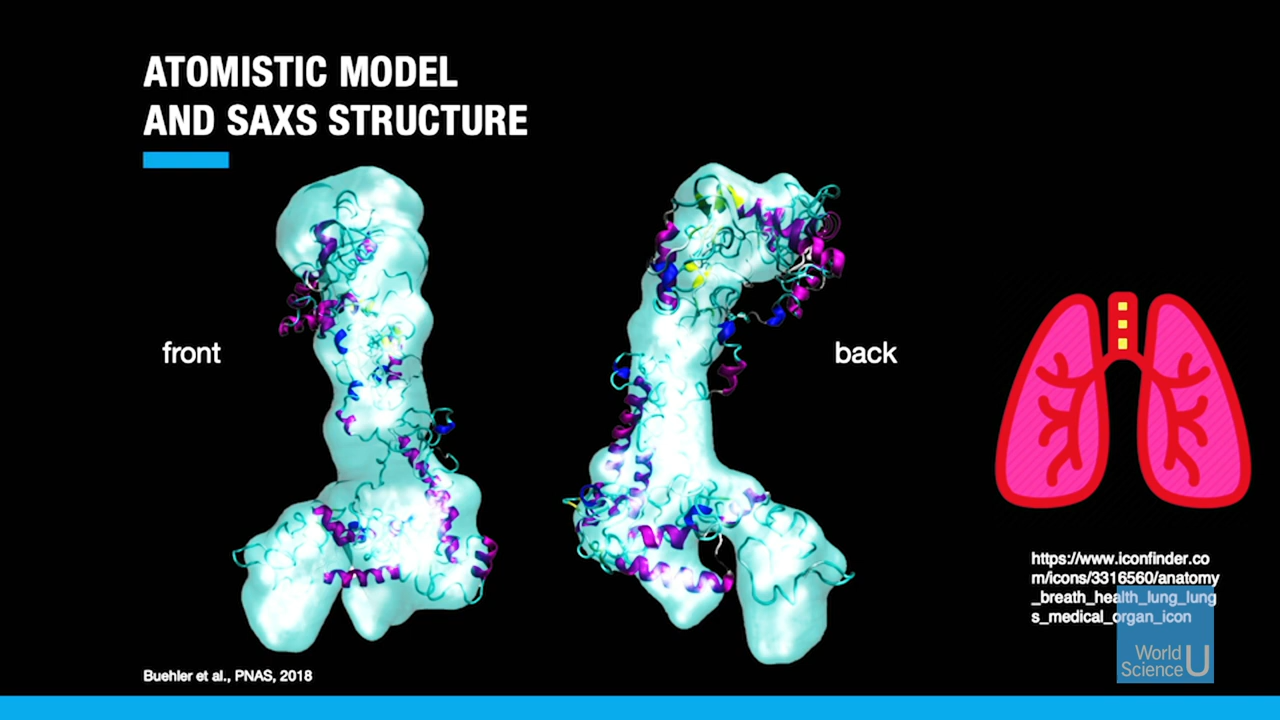 ATOMISTIC MODEL
AND SAXS STRUCTURE
front
back
https://www.iconfinder.co
m/icons/3316560/anatomy
_breath_health_lung_lung
s_medical_organ_icon
World
Science U
Buehler et al., PNAS, 2018